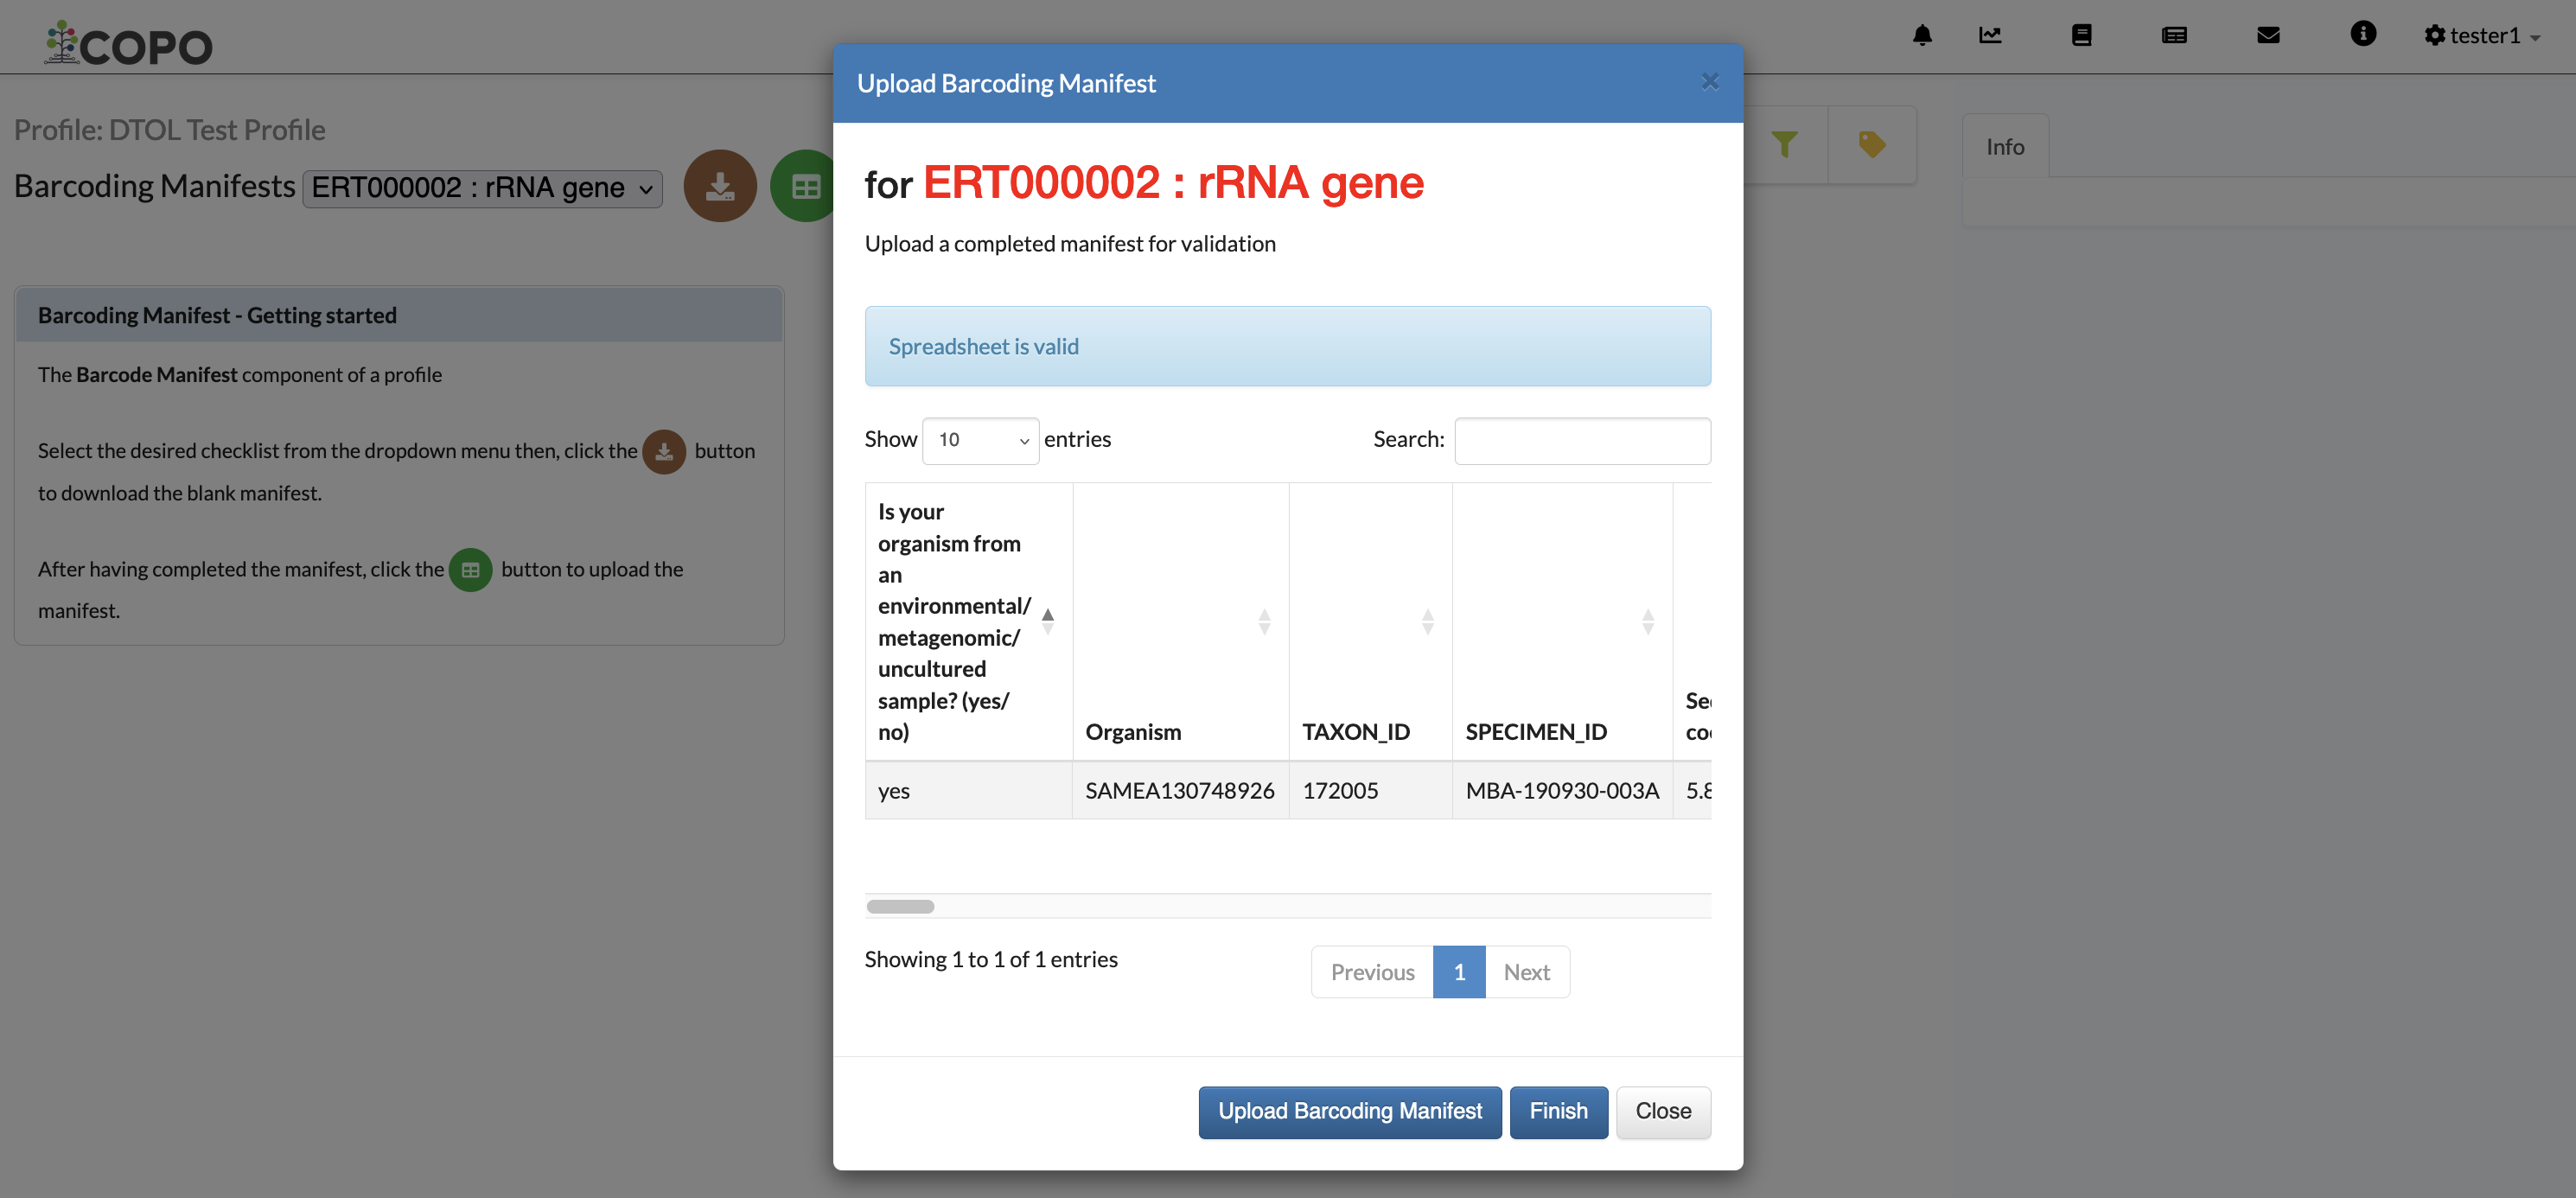 COPO
tester1
Profile: DTOL Test Profile
Barcoding Manifests ERT000002 : rRNA gene
Info
Barcoding Manifest - Getting started
The Barcode Manifest component of a profile
Select the desired checklist from the dropdown menu then, click the button
to download the blank manifest.
After having completed the manifest, click the button to upload the
manifest.
Upload Barcoding Manifest
×
for ERT000002 : rRNA gene
Upload a completed manifest for validation
Spreadsheet is valid
Show 10 entries
Search:
Is your
organism from
an
environmental/
metagenomic/
uncultured
sample? (yes/
no)
Organism
TAXON_ID
SPECIMEN_ID
yes
SAMEA130748926
172005
MBA-190930-003A
Showing 1 to 1 of 1 entries
Previous 1 Next
Upload Barcoding Manifest
Finish
Close